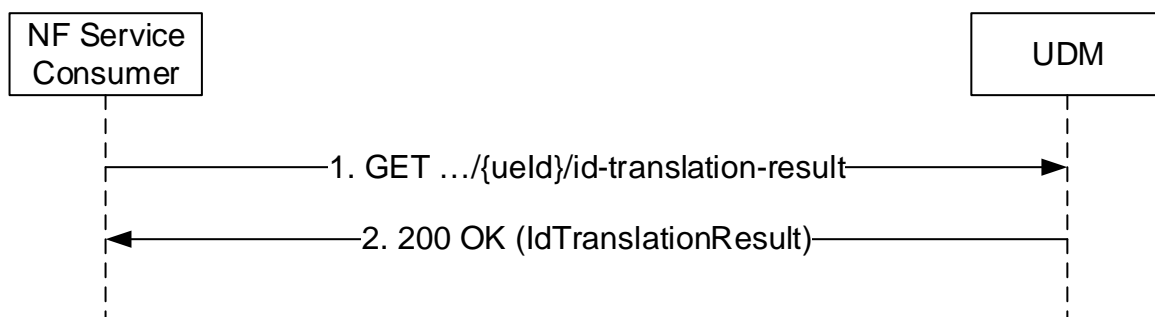 NF Service
Consumer
UDM
1. GET …/{ueId}/id-translation-result
2. 200 OK (IdTranslationResult)